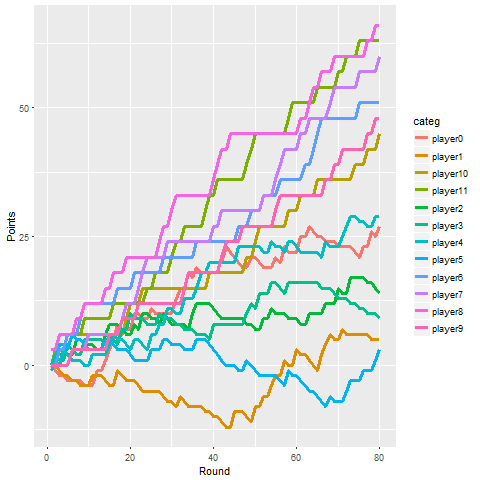 Points
50
25
0
0
20
40
60
80
Round
categ
player0
player1
player10
player11
player2
player3
player4
player5
player6
player7
player8
player9